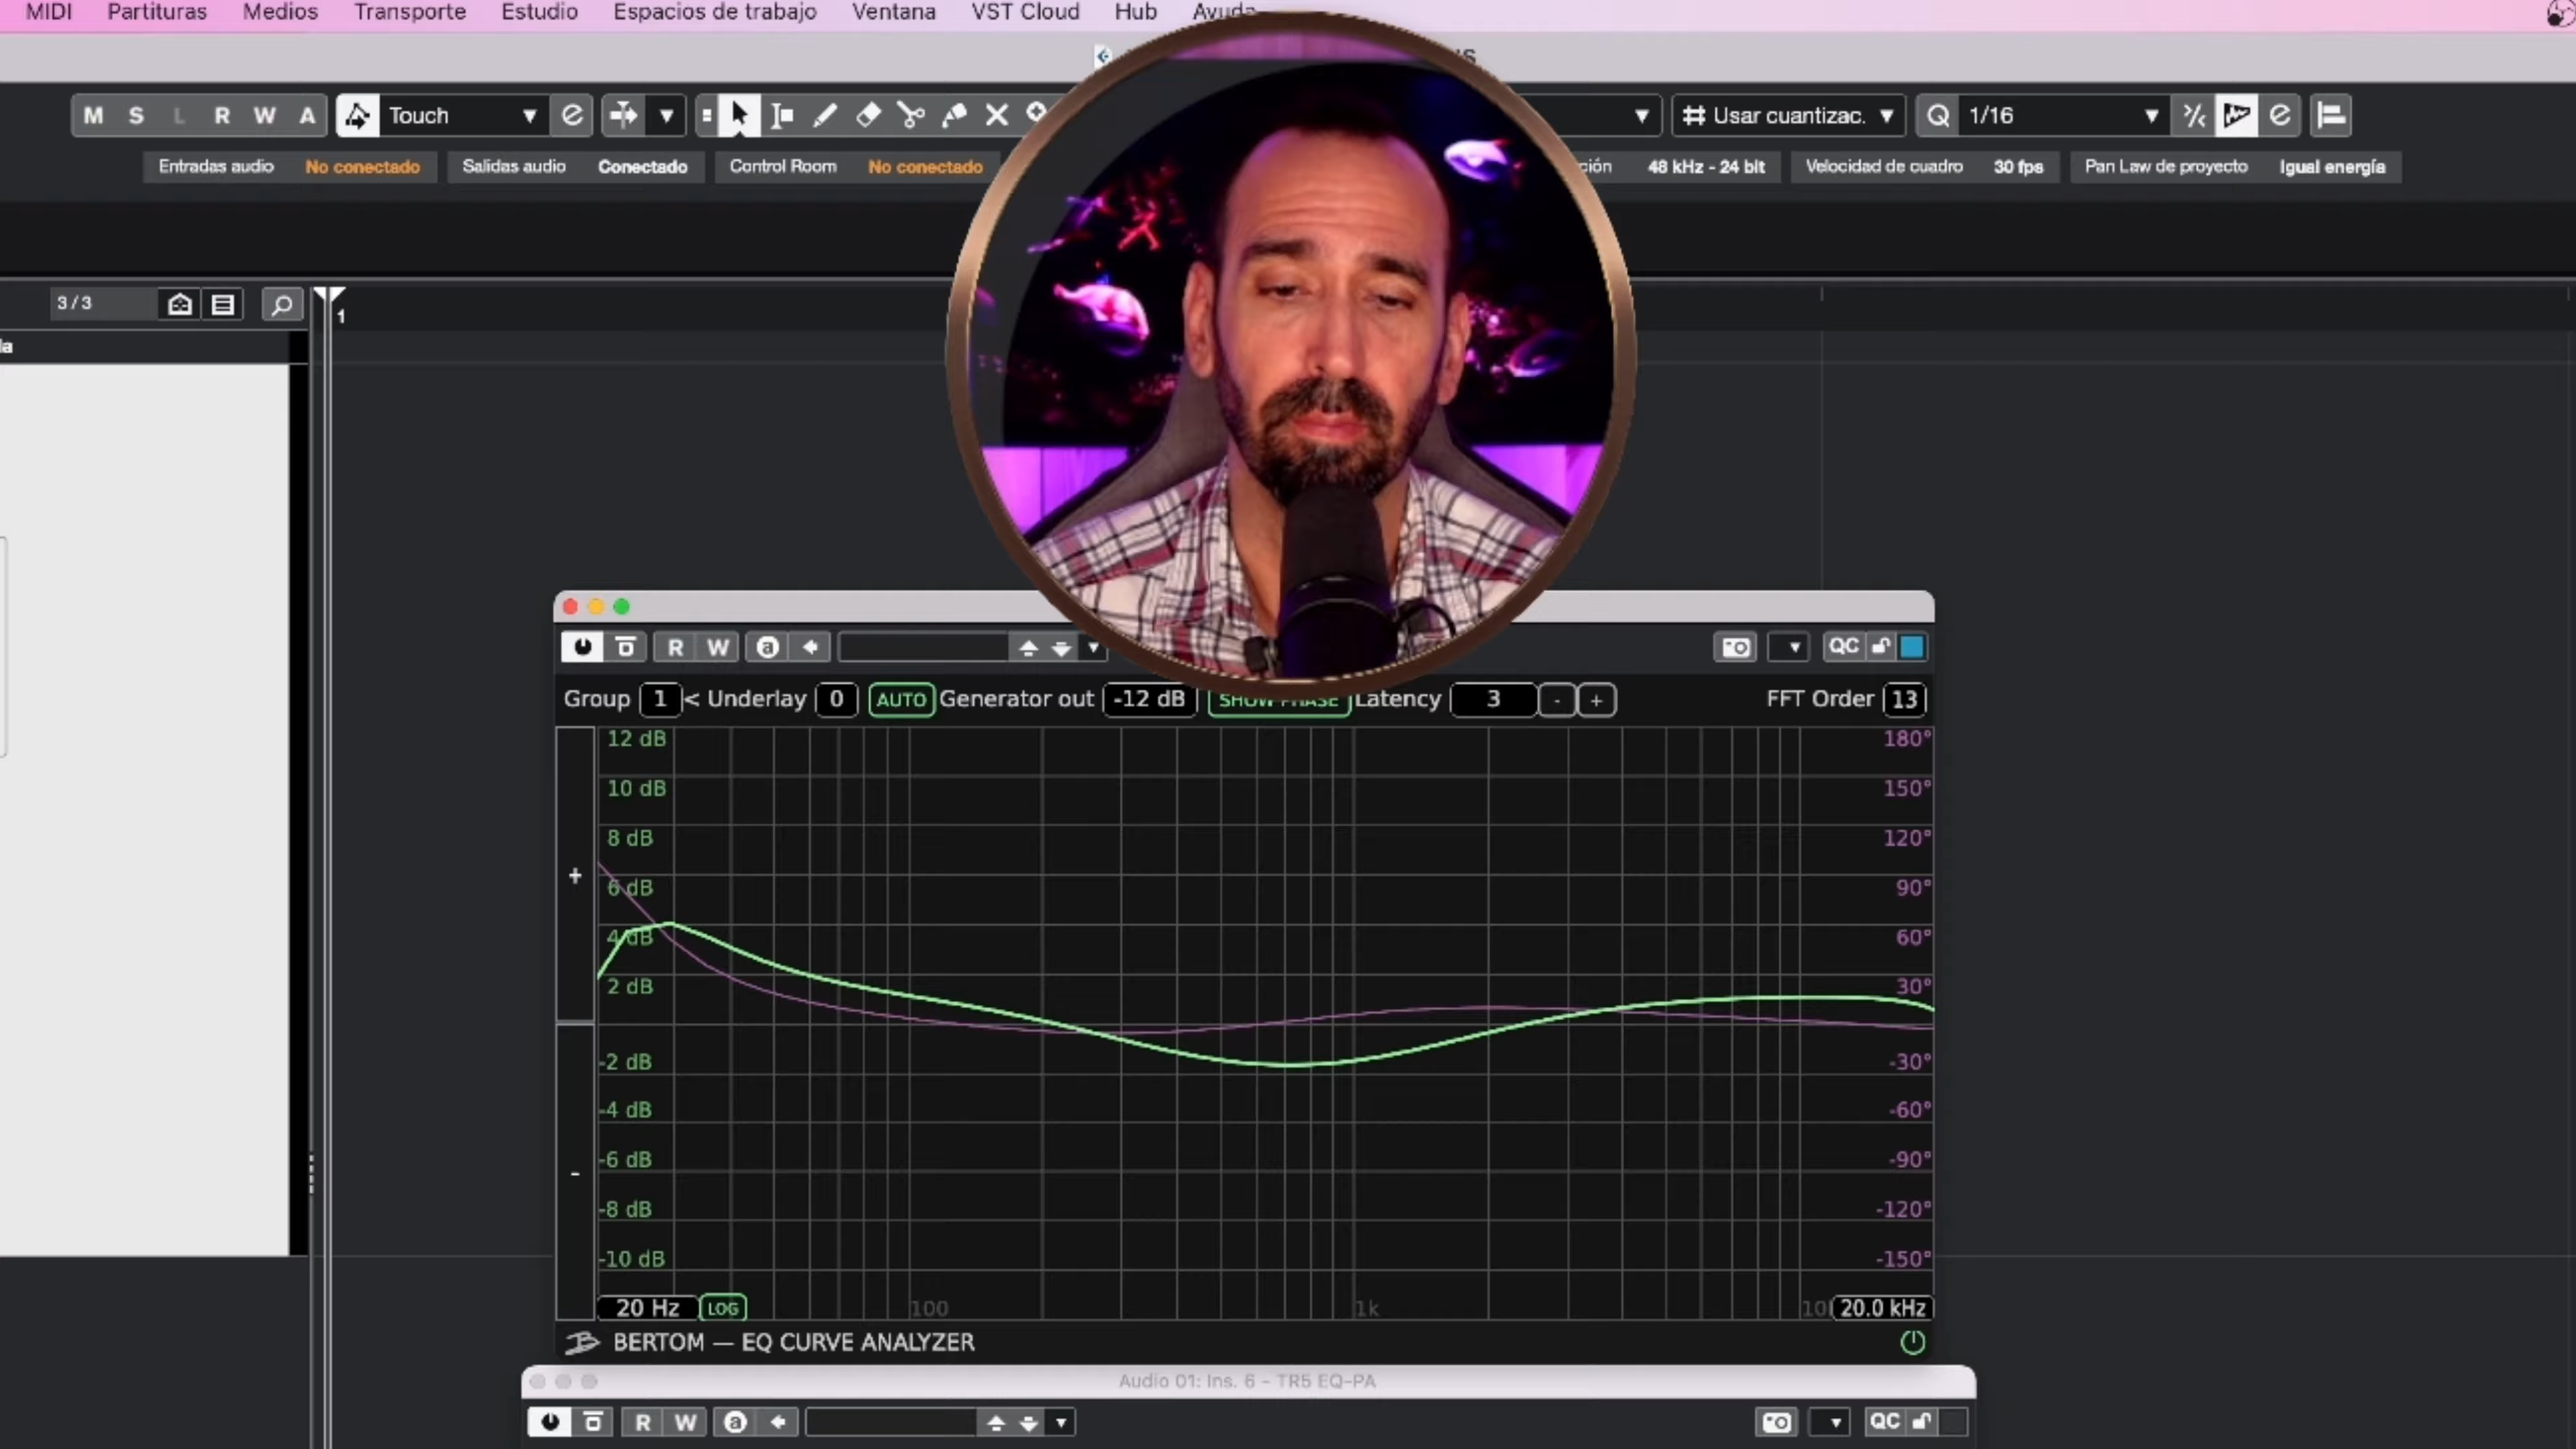 MIDI Partituras Medios Transporte Estudio Espacios de trabajo Ventana VST Cloud Hub Ayuda
M S L R W A Touch Usar cuantizac. Q 1/16
Entradas audio No conectado Salidas audio Conectado Control Room No conectado 48 kHz - 24 bit Velocidad de cuadro 30 fps Pan Law de proyecto Igual energía
3 / 3
1
R W a QC
Group 1 < Underlay 0 AUTO Generator out -12 dB SHOW PHASE Latency 3 - + FFT Order 13
12 dB 180°
10 dB 150°
8 dB 120°
+ 6 dB 90°
4 dB 60°
2 dB 30°
-2 dB -30°
-4 dB -60°
-6 dB -90°
-
-8 dB -120°
-10 dB -150°
20 Hz LOG 100 1k 10 20.0 kHz
BERTOM — EQ CURVE ANALYZER
Audio 01: Ins. 6 - TR5 EQ-PA
R W a QC